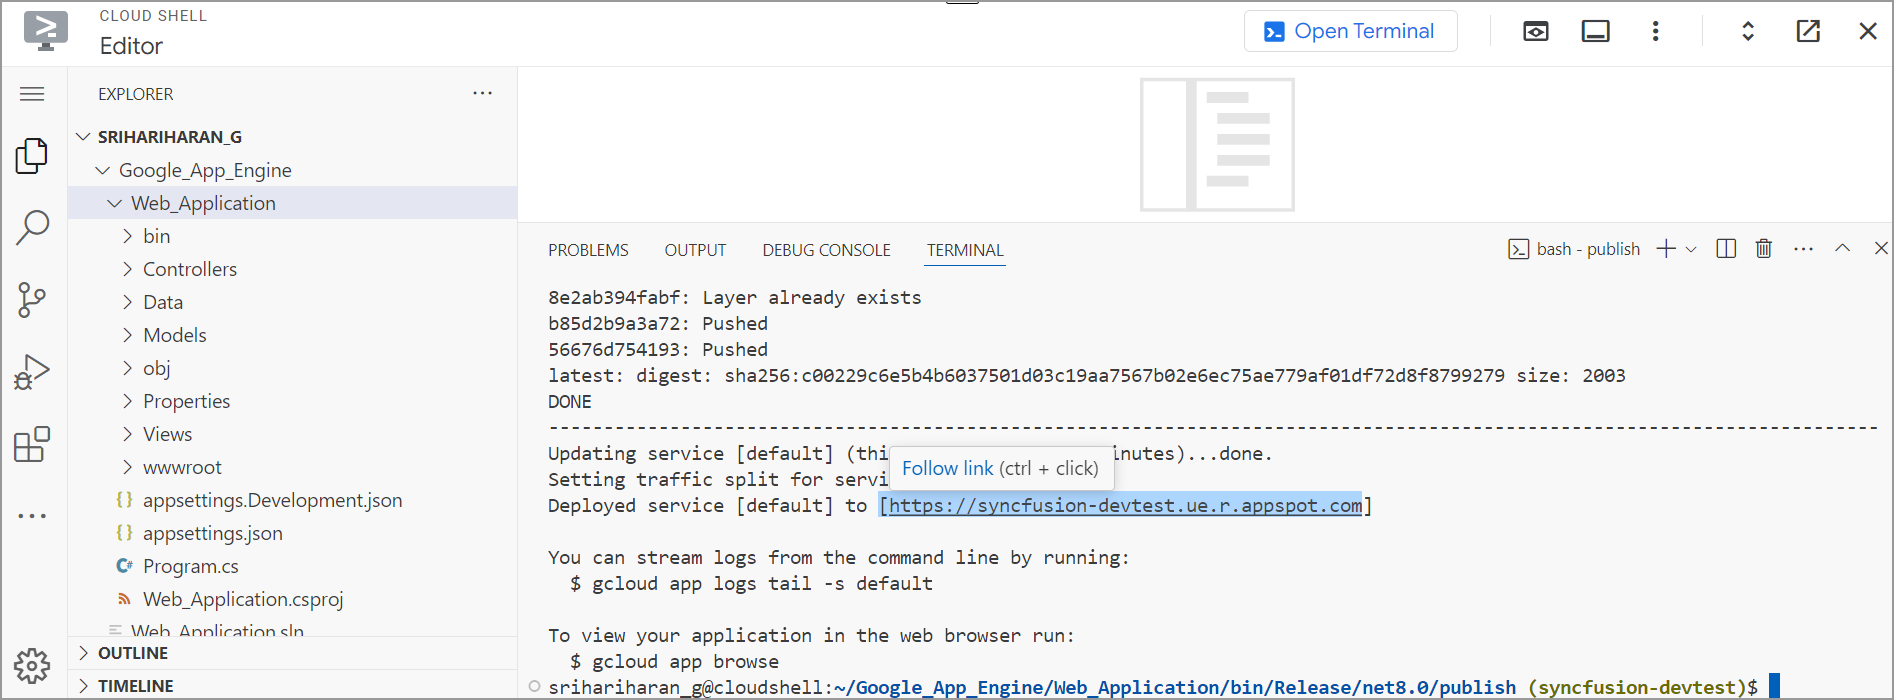 CLOUD SHELL
Editor
Open Terminal
EXPLORER
SRIHARIHARAN_G
Google_App_Engine
Web_Application
bin
Controllers
Data
Models
obj
Properties
Views
wwwroot
{} appsettings.Development.json
{} appsettings.json
C# Program.cs
Web_Application.csproj
Web_Application.sln
OUTLINE
TIMELINE
PROBLEMS OUTPUT DEBUG CONSOLE TERMINAL
bash - publish
8e2ab394fabf: Layer already exists
b85d2b9a3a72: Pushed
56676d754193: Pushed
latest: digest: sha256:c00229c6e5b4b6037501d03c19aa7567b02e6ec75ae779af01df72d8f8799279 size: 2003
DONE
Updating service [default] (thi
inutes)...done.
Follow link (ctrl + click)
Setting traffic split for servi
Deployed service [default] to [https://syncfusion-devtest.ue.r.appspot.com]
You can stream logs from the command line by running:
$ gcloud app logs tail -s default
To view your application in the web browser run:
$ gcloud app browse
srihariharan_g@cloudshell:~/Google_App_Engine/Web_Application/bin/Release/net8.0/publish (syncfusion-devtest)$